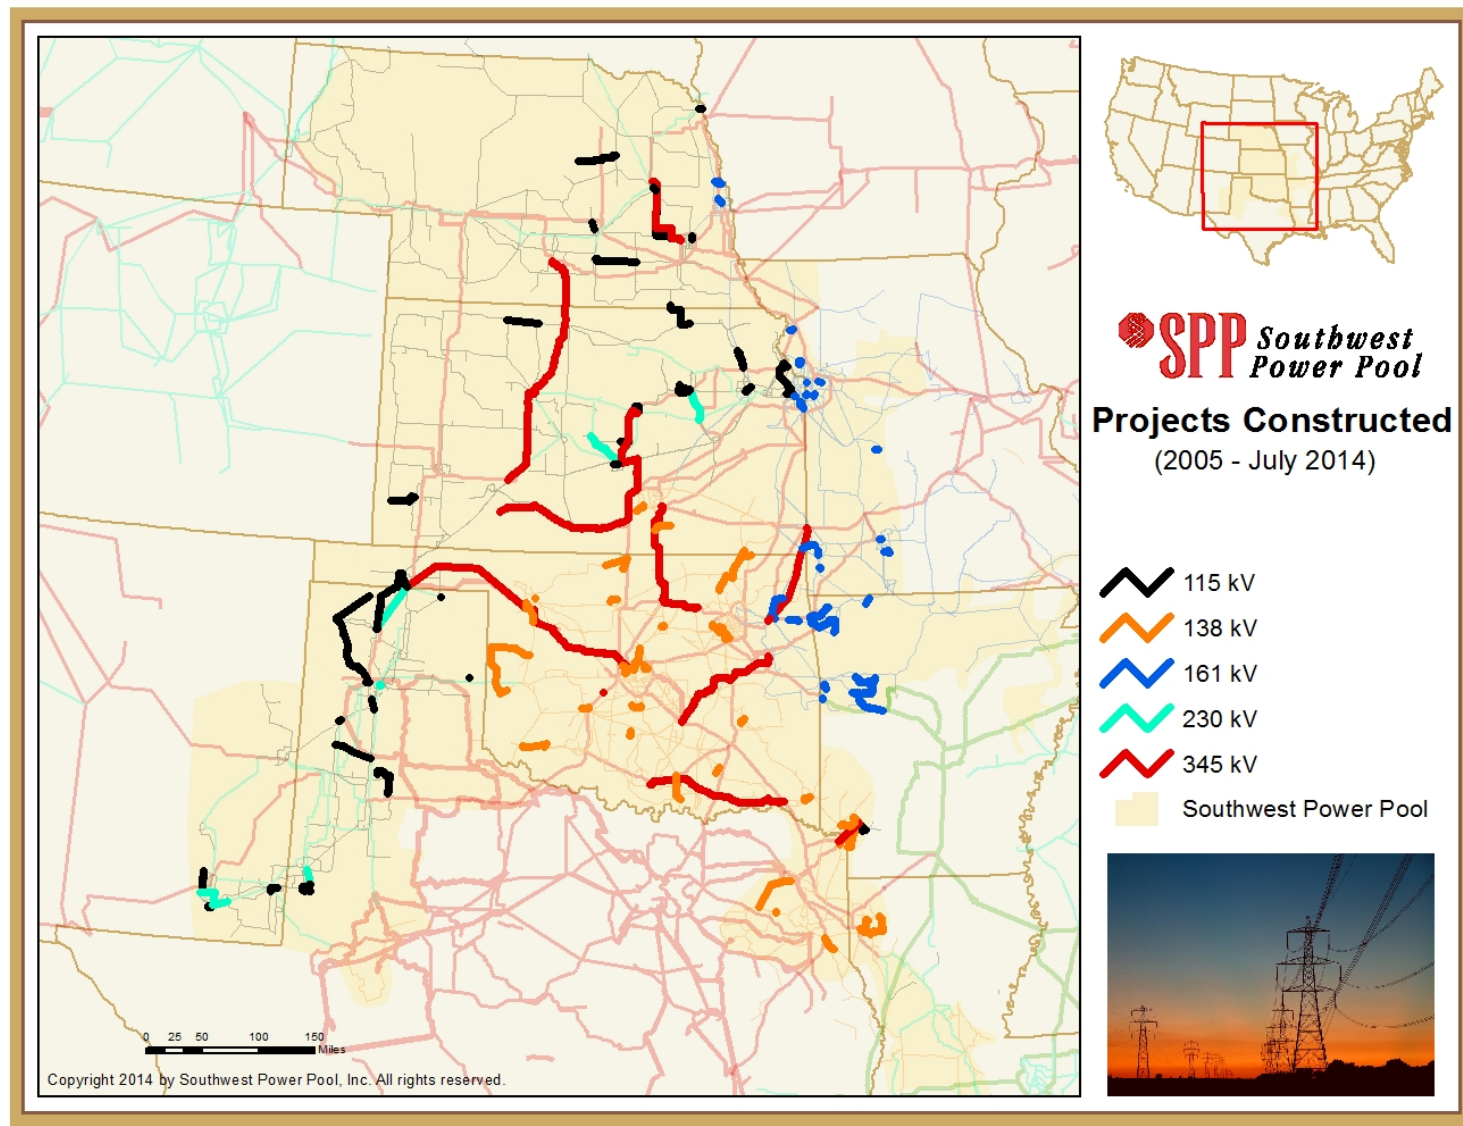 SPP Southwest
Power Pool
Projects Constructed
(2005 - July 2014)
115 kV
138 kV
161 kV
230 kV
345 kV
Southwest Power Pool
0 25 50 100 150
Miles
Copyright 2014 by Southwest Power Pool, Inc. All rights reserved.